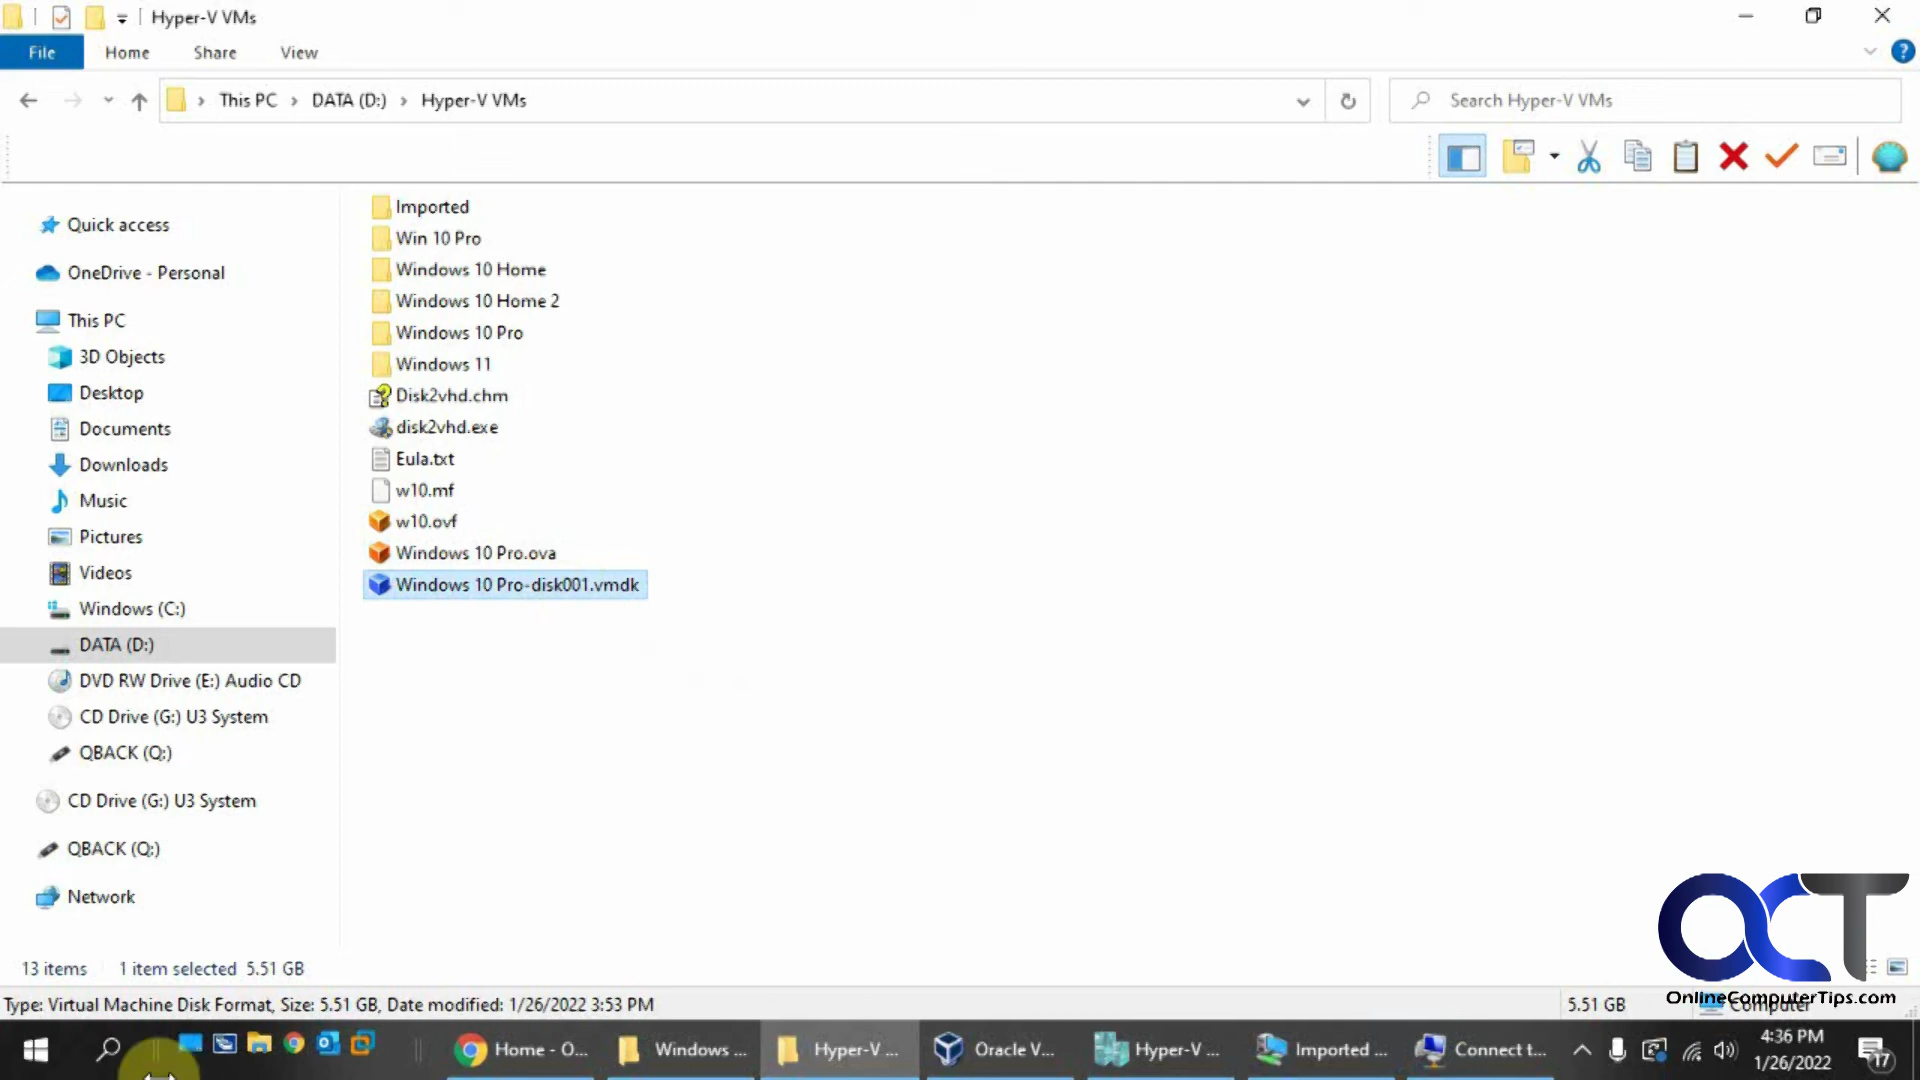 Hyper-V VMs
File Home Share View
This PC DATA (D:) Hyper-V VMs
Search Hyper-V VMs
Quick access
OneDrive - Personal
This PC
3D Objects
Desktop
Documents
Downloads
Music
Pictures
Videos
Windows (C:)
DATA (D:)
DVD RW Drive (E:) Audio CD
CD Drive (G:) U3 System
QBACK (Q:)
CD Drive (G:) U3 System
QBACK (Q:)
Network
Imported
Win 10 Pro
Windows 10 Home
Windows 10 Home 2
Windows 10 Pro
Windows 11
Disk2vhd.chm
disk2vhd.exe
Eula.txt
w10.mf
w10.ovf
Windows 10 Pro.ova
Windows 10 Pro-disk001.vmdk
13 items 1 item selected 5.51 GB
Type: Virtual Machine Disk Format, Size: 5.51 GB, Date modified: 1/26/2022 3:53 PM
5.51 GB
Computer
OCT
OnlineComputerTips.com
Home - O...
Windows ...
Hyper-V ...
Oracle V...
Hyper-V ...
Imported ...
Connect t...
4:36 PM
1/26/2022
17